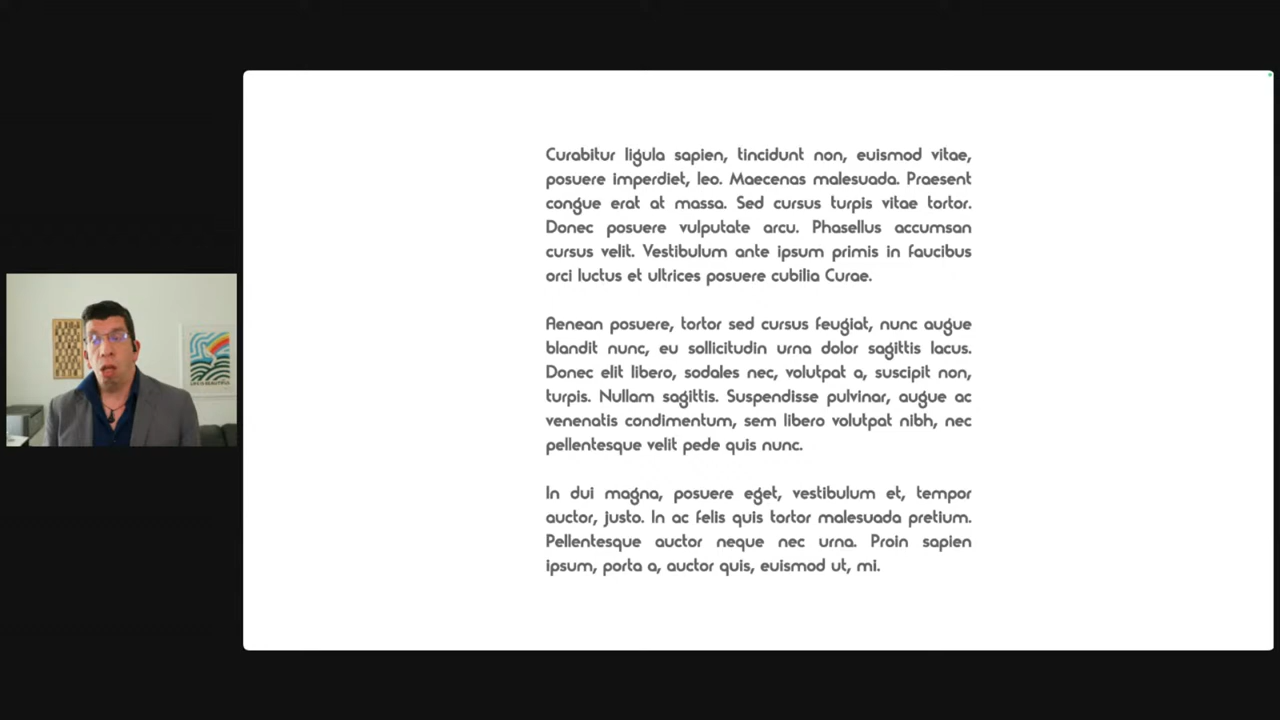 Curabitur ligula sapien, tincidunt non, euismod vitae,
posuere imperdiet, leo. Maecenas malesuada. Praesent
congue erat at massa. Sed cursus turpis vitae tortor.
Donec posuere vulputate arcu. Phasellus accumsan
cursus velit. Vestibulum ante ipsum primis in faucibus
orci luctus et ultrices posuere cubilia Curae.
Aenean posuere, tortor sed cursus feugiat, nunc augue
blandit nunc, eu sollicitudin urna dolor sagittis lacus.
Donec elit libero, sodales nec, volutpat a, suscipit non,
turpis. Nullam sagittis. Suspendisse pulvinar, augue ac
venenatis condimentum, sem libero volutpat nibh, nec
pellentesque velit pede quis nunc.
In dui magna, posuere eget, vestibulum et, tempor
auctor, justo. In ac felis quis tortor malesuada pretium.
Pellentesque auctor neque nec urna. Proin sapien
ipsum, porta a, auctor quis, euismod ut, mi.
LIFE IS BEAUTIFUL